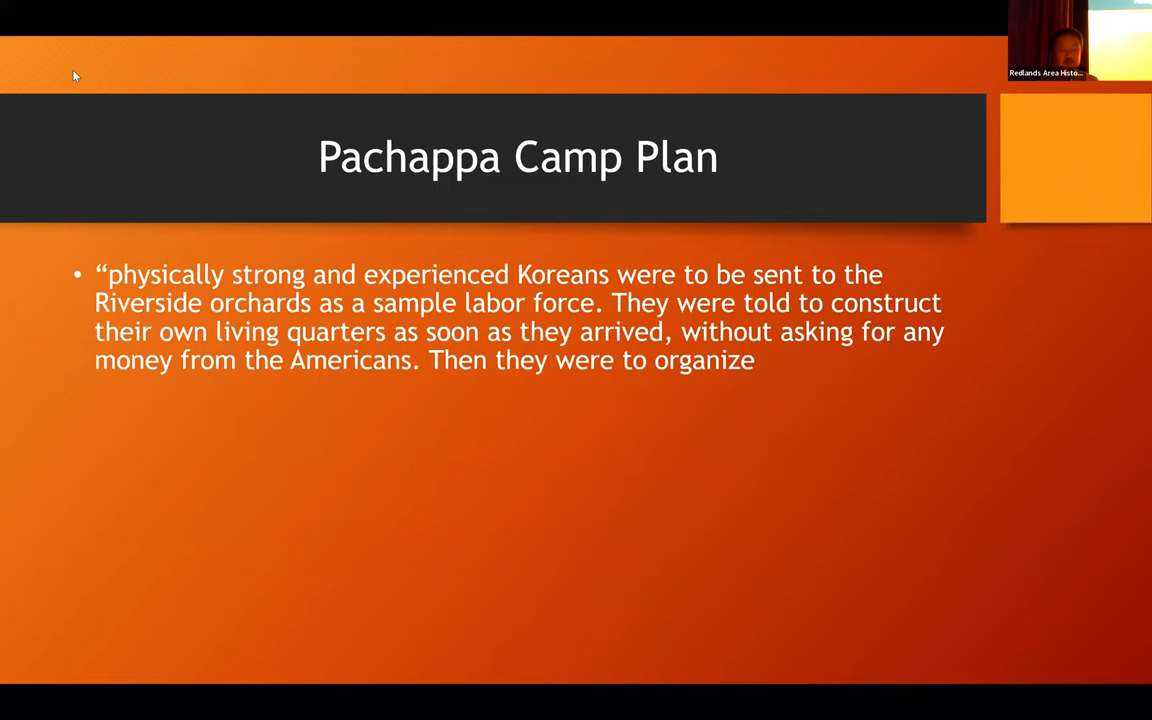 Redlands Area Histo...
Pachappa Camp Plan
• “physically strong and experienced Koreans were to be sent to the
Riverside orchards as a sample labor force. They were told to construct
their own living quarters as soon as they arrived, without asking for any
money from the Americans. Then they were to organize